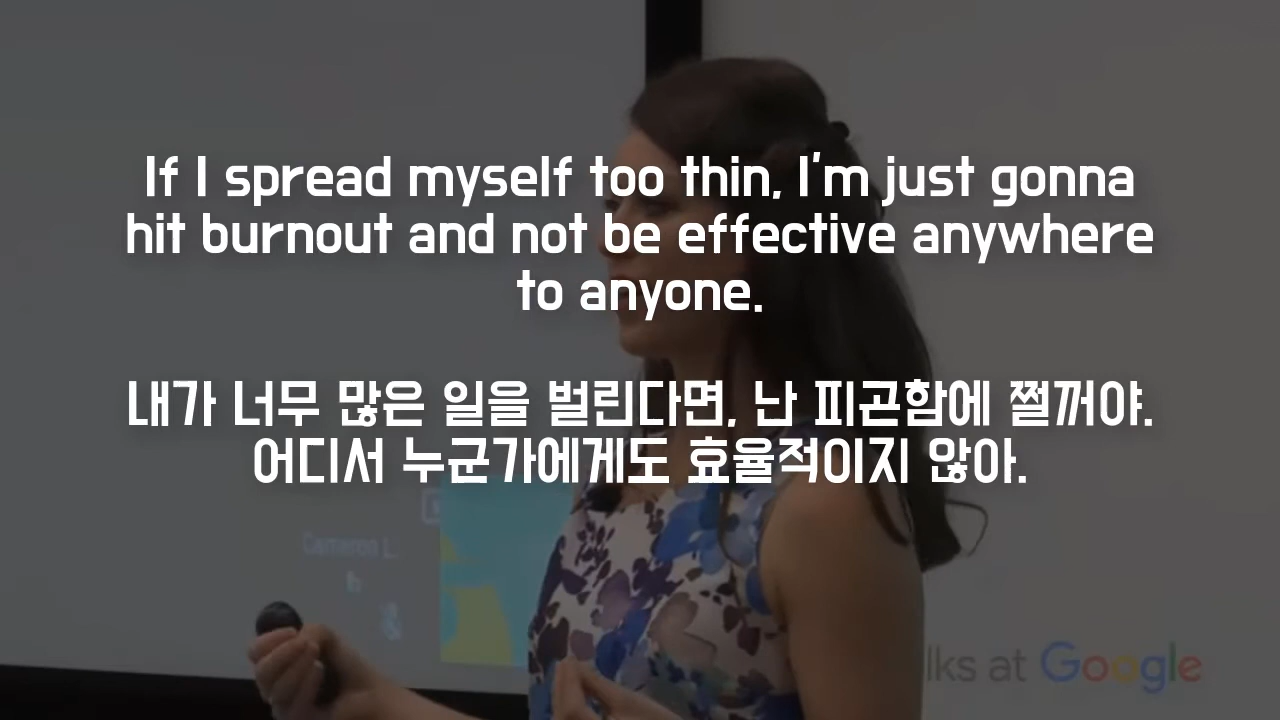 If I spread myself too thin, I'm just gonna
hit burnout and not be effective anywhere
to anyone.
내가 너무 많은 일을 벌린다면, 난 피곤함에 쩔꺼야.
어디서 누군가에게도 효율적이지 않아.
Cameron L.
lks at Google